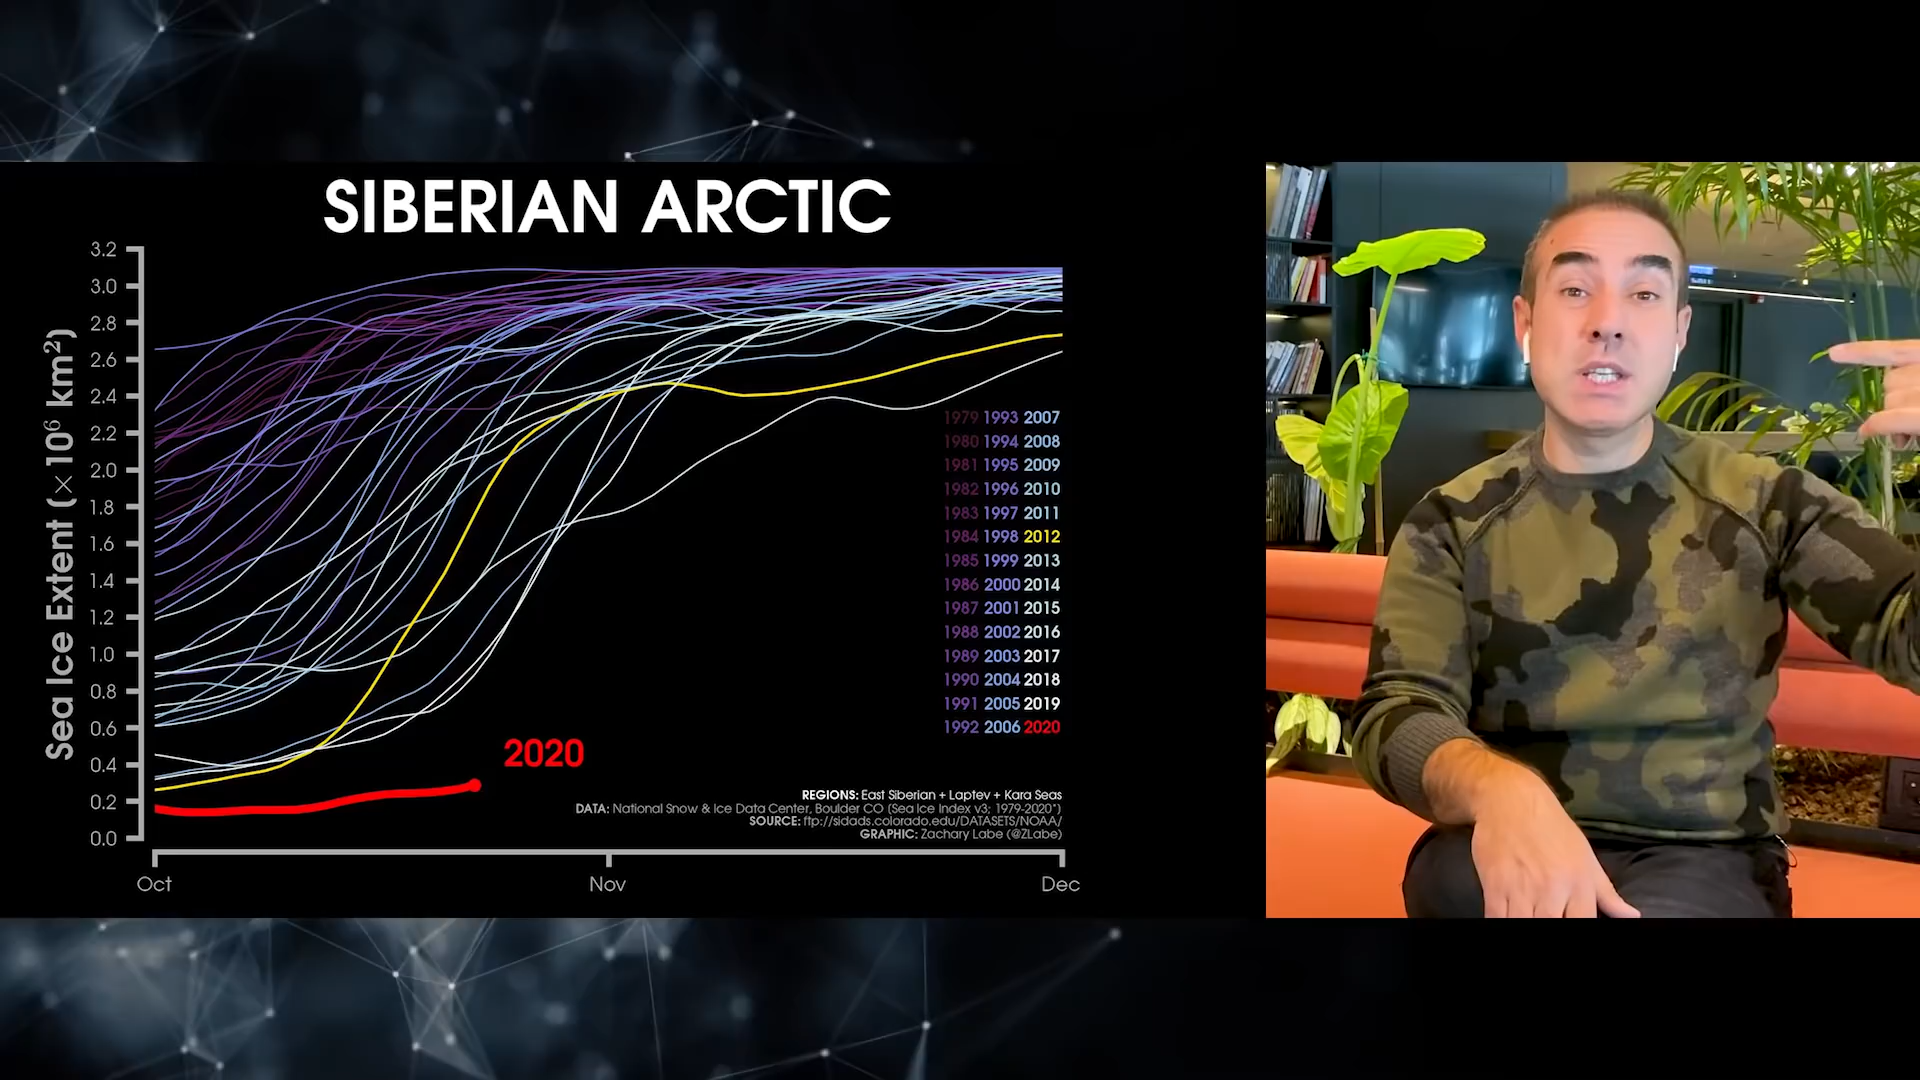 SIBERIAN ARCTIC
Sea Ice Extent (× 10⁶ km²)
3.2
3.0
2.8
2.6
2.4
2.2
2.0
1.8
1.6
1.4
1.2
1.0
0.8
0.6
0.4
0.2
0.0
1979 1993 2007
1980 1994 2008
1981 1995 2009
1982 1996 2010
1983 1997 2011
1984 1998 2012
1985 1999 2013
1986 2000 2014
1987 2001 2015
1988 2002 2016
1989 2003 2017
1990 2004 2018
1991 2005 2019
1992 2006 2020
2020
REGIONS: East Siberian + Laptev + Kara Seas
DATA: National Snow & Ice Data Center, Boulder CO (Sea Ice Index v3; 1979-2020*)
SOURCE: ftp://sidads.colorado.edu/DATASETS/NOAA/
GRAPHIC: Zachary Labe (@ZLabe)
Oct Nov Dec